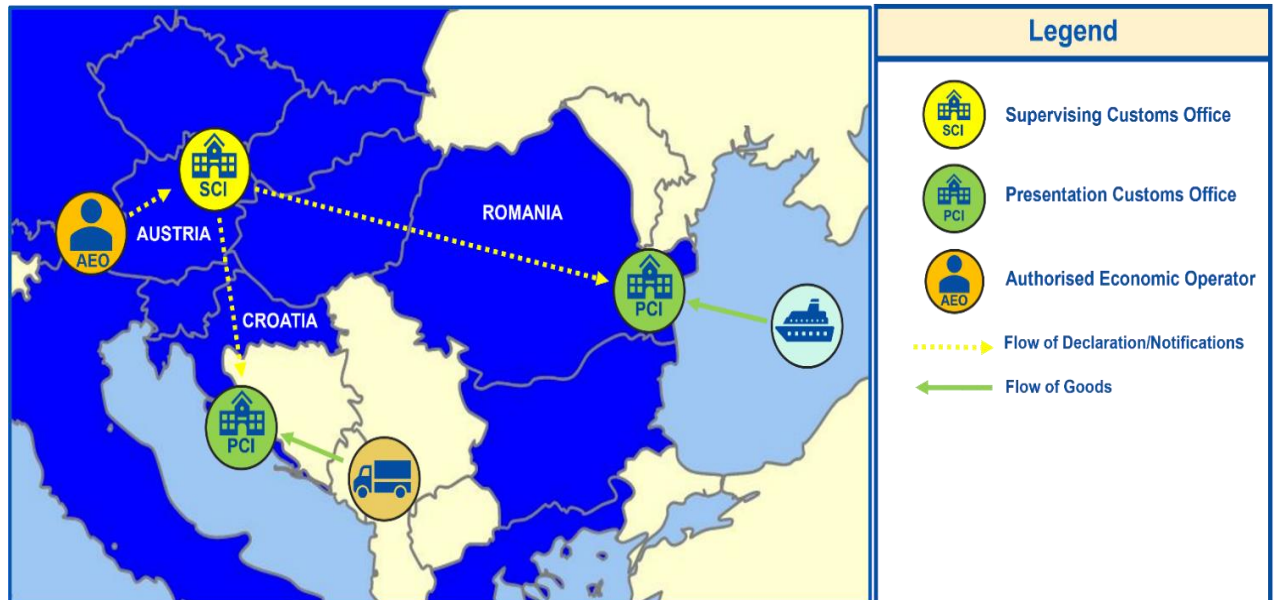 SCI
AEO
AUSTRIA
ROMANIA
PCI
CROATIA
PCI
Legend
SCI
Supervising Customs Office
PCI
Presentation Customs Office
AEO
Authorised Economic Operator
Flow of Declaration/Notifications
Flow of Goods